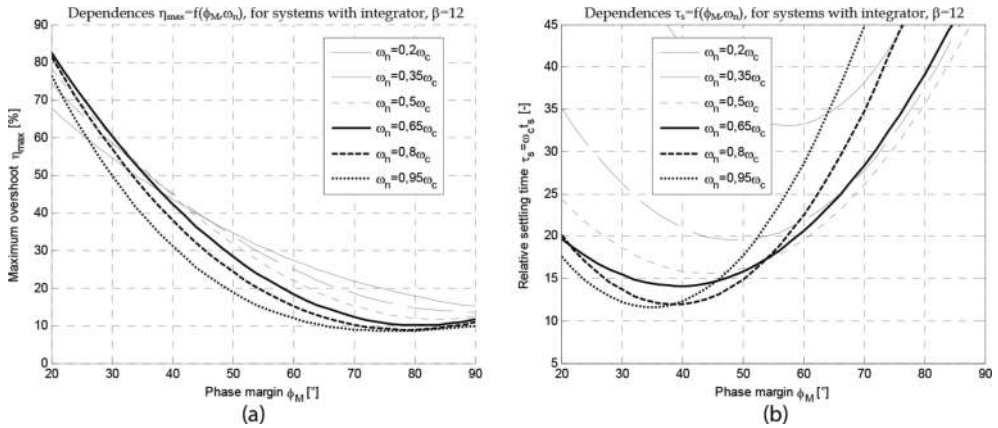 Dependences ηmax=f(ϕM,ωn), for systems with integrator, β=12
Maximum overshoot ηmax [%]
90
80
70
60
50
40
30
20
10
0
ωn=0,2ωc
ωn=0,35ωc
ωn=0,5ωc
ωn=0,65ωc
ωn=0,8ωc
ωn=0,95ωc
20 30 40 50 60 70 80 90
Phase margin ϕM [°]
(a)
Dependences τs=f(ϕM,ωn), for systems with integrator, β=12
Relative settling time τs=ωcts [-]
45
40
35
30
25
20
15
10
5
ωn=0,2ωc
ωn=0,35ωc
ωn=0,5ωc
ωn=0,65ωc
ωn=0,8ωc
ωn=0,95ωc
20 30 40 50 60 70 80 90
Phase margin ϕM [°]
(b)